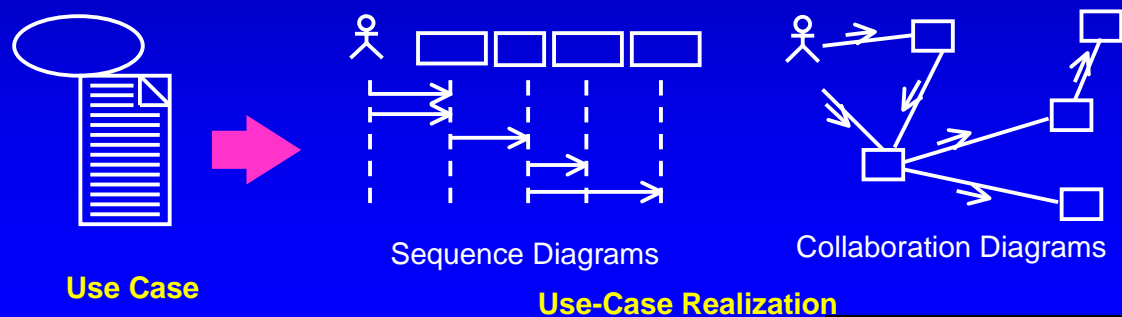 Sequence Diagrams
Collaboration Diagrams
Use Case
Use-Case Realization